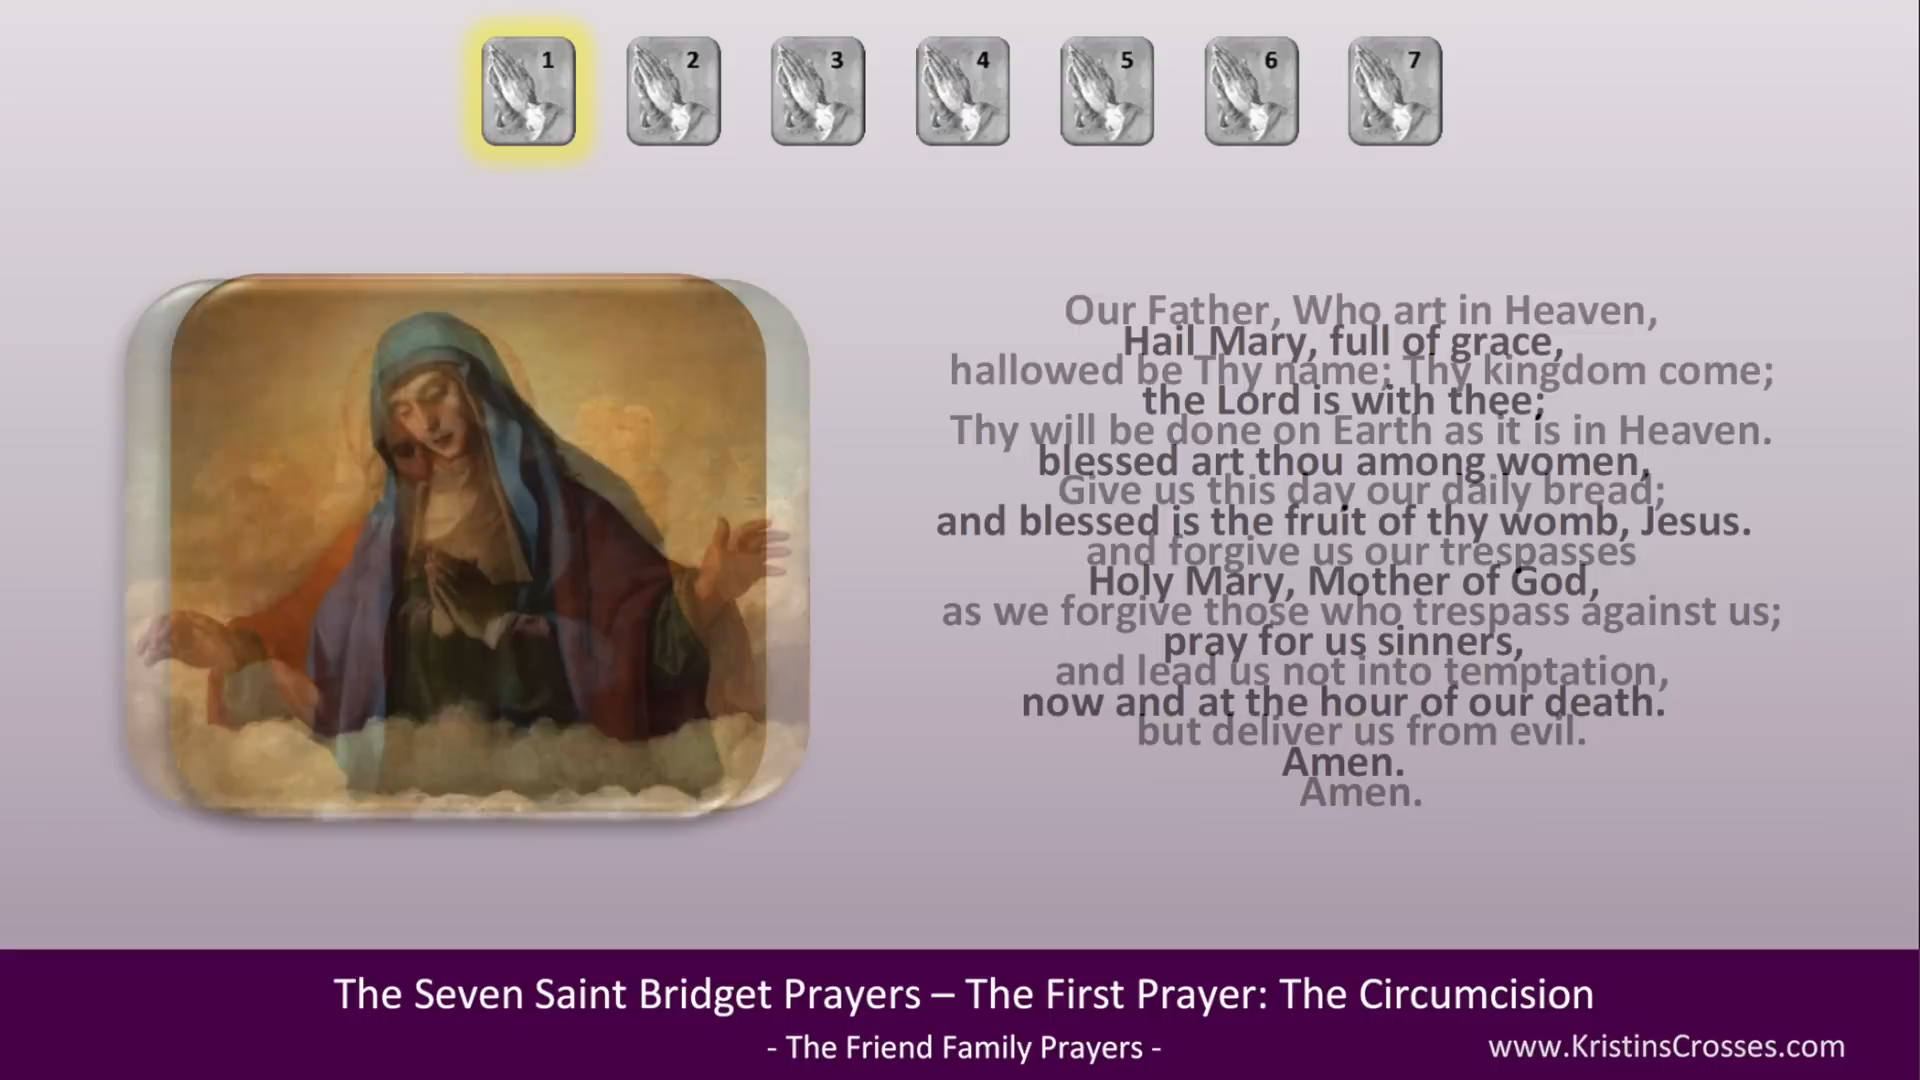 1
2
3
4
5
6
7
Our Father, Who art in Heaven,
Hail Mary, full of grace,
hallowed be Thy name; Thy kingdom come;
the Lord is with thee;
Thy will be done on Earth as it is in Heaven.
blessed art thou among women,
Give us this day our daily bread;
and blessed is the fruit of thy womb, Jesus.
and forgive us our trespasses
Holy Mary, Mother of God,
as we forgive those who trespass against us;
pray for us sinners,
and lead us not into temptation,
now and at the hour of our death.
but deliver us from evil.
Amen.
Amen.
The Seven Saint Bridget Prayers – The First Prayer: The Circumcision
- The Friend Family Prayers -
www.KristinsCrosses.com